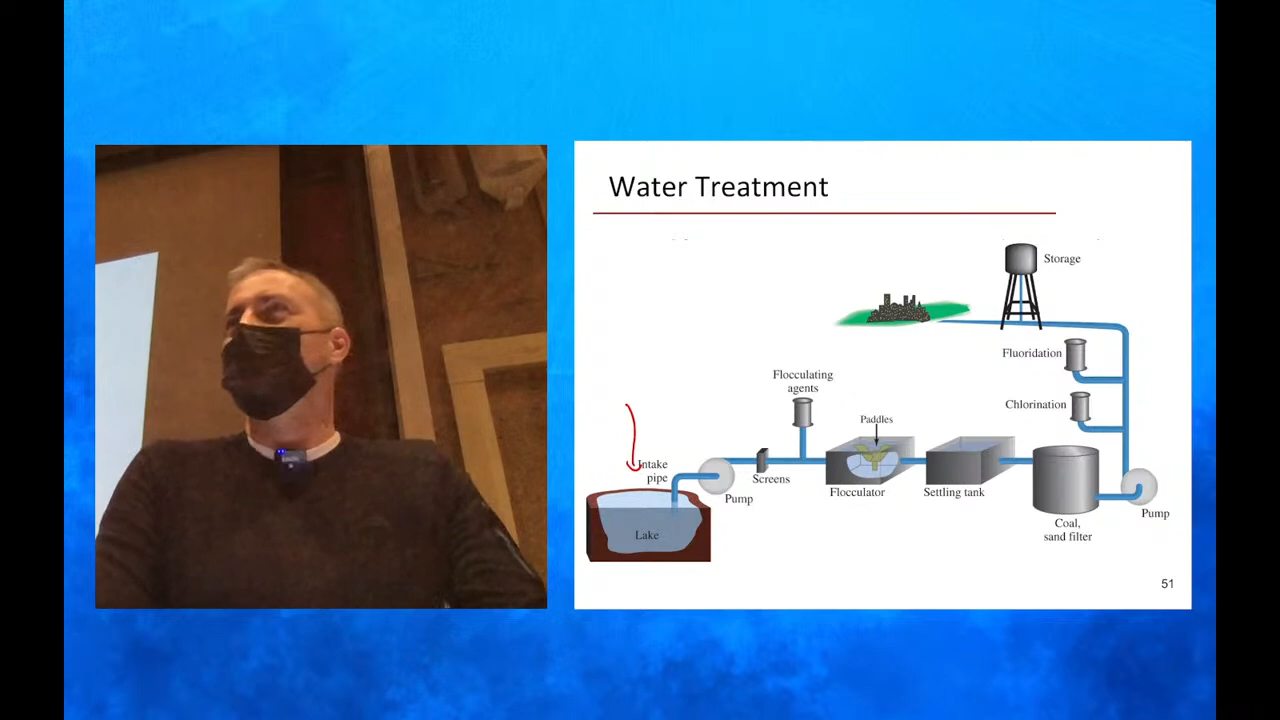 Water Treatment
Storage
Fluoridation
Flocculating
agents
Chlorination
Paddles
Intake
pipe
Screens
Pump
Flocculator
Settling tank
Lake
Coal,
sand filter
Pump
51